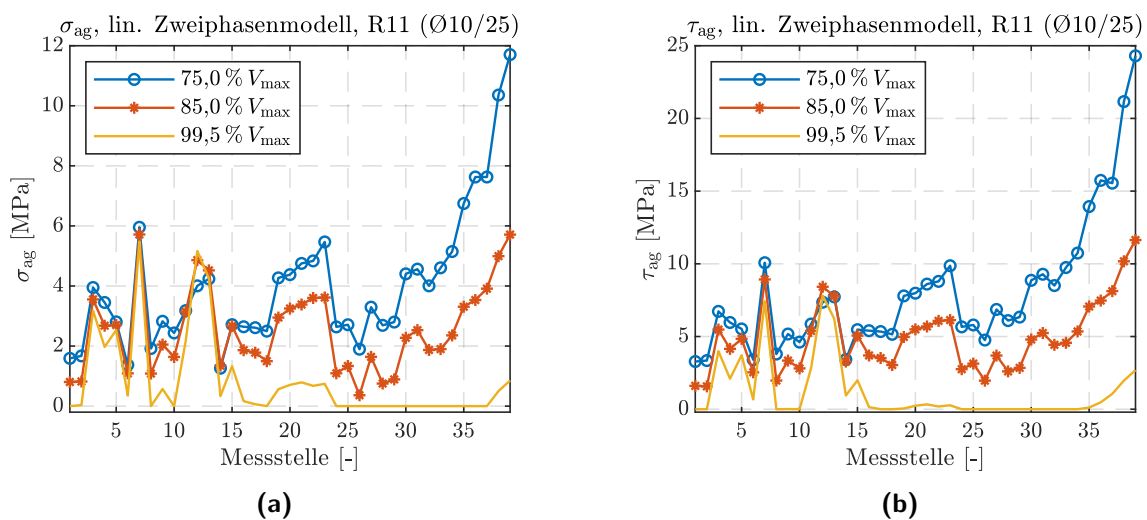 σag, lin. Zweiphasenmodell, R11 (Ø10/25)
12
10
8
6
4
2
0
σag [MPa]
75,0 % Vmax
85,0 % Vmax
99,5 % Vmax
5 10 15 20 25 30 35
Messstelle [-]
(a)
τag, lin. Zweiphasenmodell, R11 (Ø10/25)
25
20
15
10
5
0
τag [MPa]
75,0 % Vmax
85,0 % Vmax
99,5 % Vmax
5 10 15 20 25 30 35
Messstelle [-]
(b)